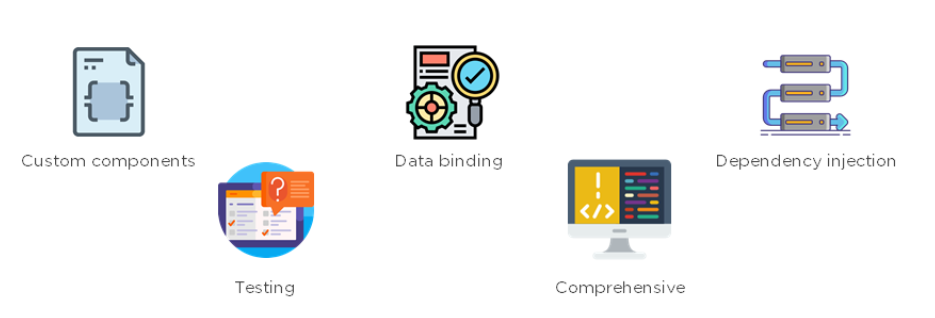 Custom components
Data binding
Dependency injection
Testing
Comprehensive